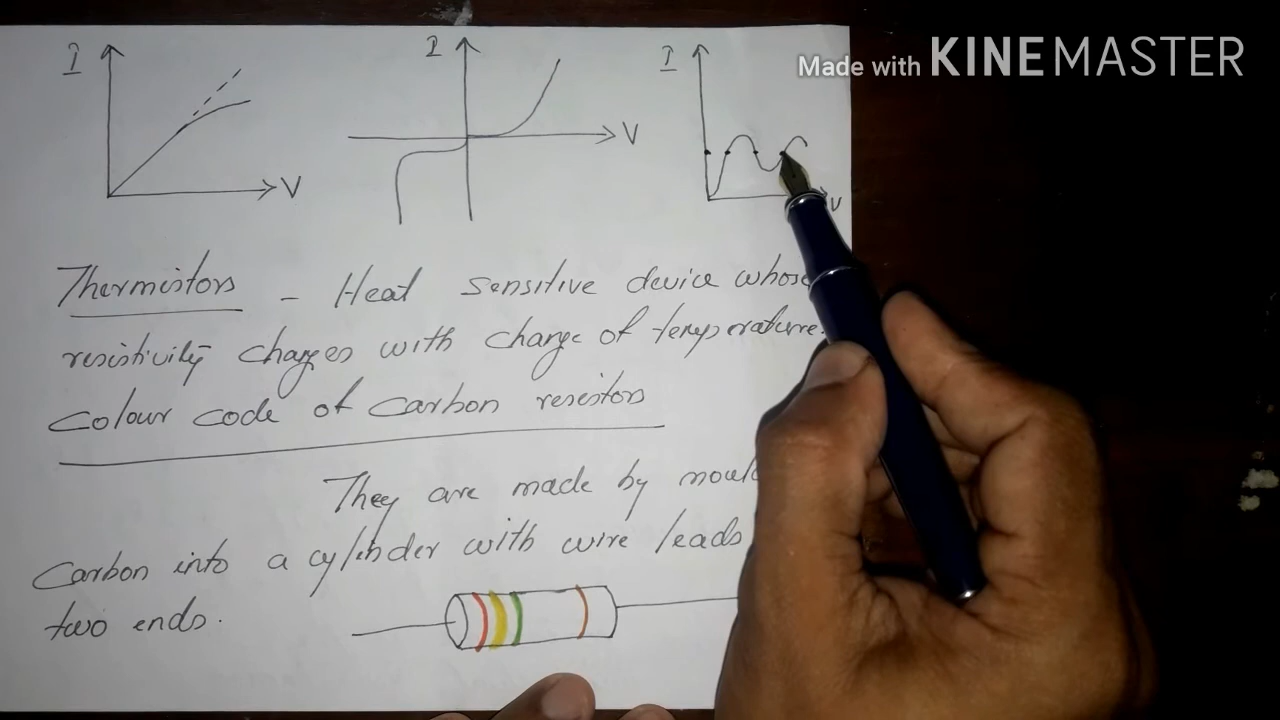 Made with KINEMASTER
I
V
I
V
I
V
Thermistors - Heat sensitive device whose
resistivity changes with change of temperature.
Colour code of Carbon resistors
They are made by mould
Carbon into a cylinder with wire leads
two ends.